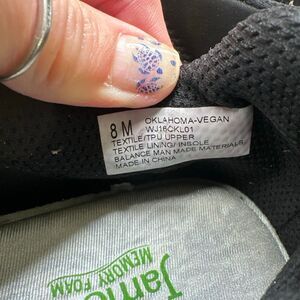 8 M OKLAHOMA-VEGAN
WJ16CKL01
TEXTILE/TPU UPPER
TEXTILE LINING/ INSOLE
BALANCE MAN MADE MATERIALS
MADE IN CHINA
MEMORY FOAM